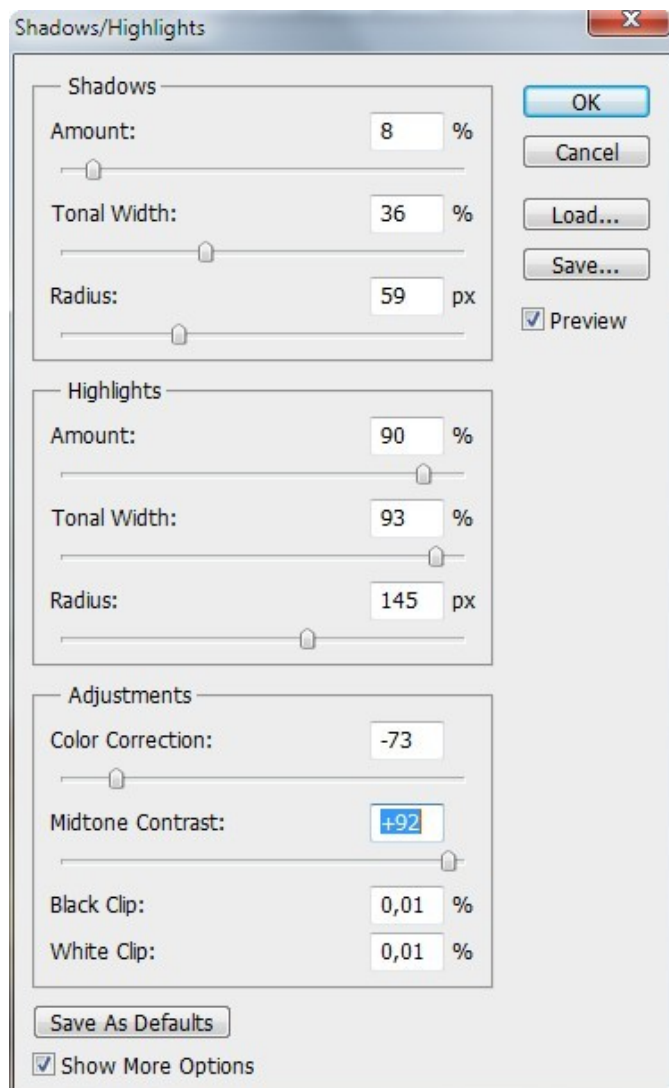 Shadows/Highlights
Shadows
Amount: 8 %
Tonal Width: 36 %
Radius: 59 px
Highlights
Amount: 90 %
Tonal Width: 93 %
Radius: 145 px
Adjustments
Color Correction: -73
Midtone Contrast: +92
Black Clip: 0,01 %
White Clip: 0,01 %
Save As Defaults
Show More Options
OK
Cancel
Load...
Save...
Preview